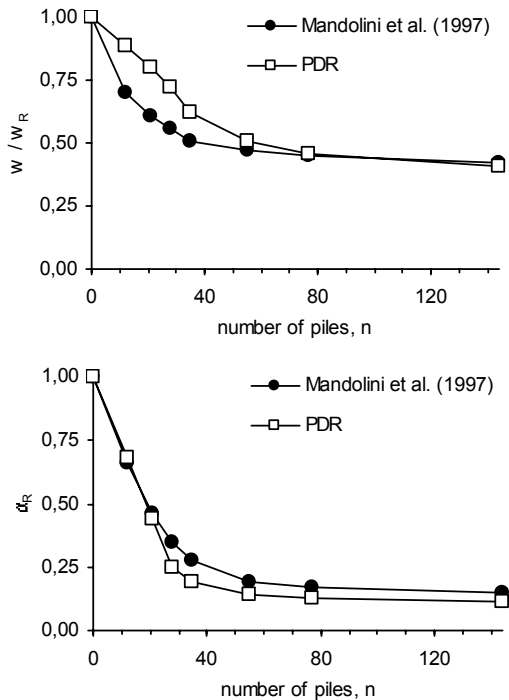 1,00
0,75
0,50
0,25
0,00
w / wR
0 40 80 120
number of piles, n
Mandolini et al. (1997)
PDR
1,00
0,75
0,50
0,25
0,00
αR
0 40 80 120
number of piles, n
Mandolini et al. (1997)
PDR